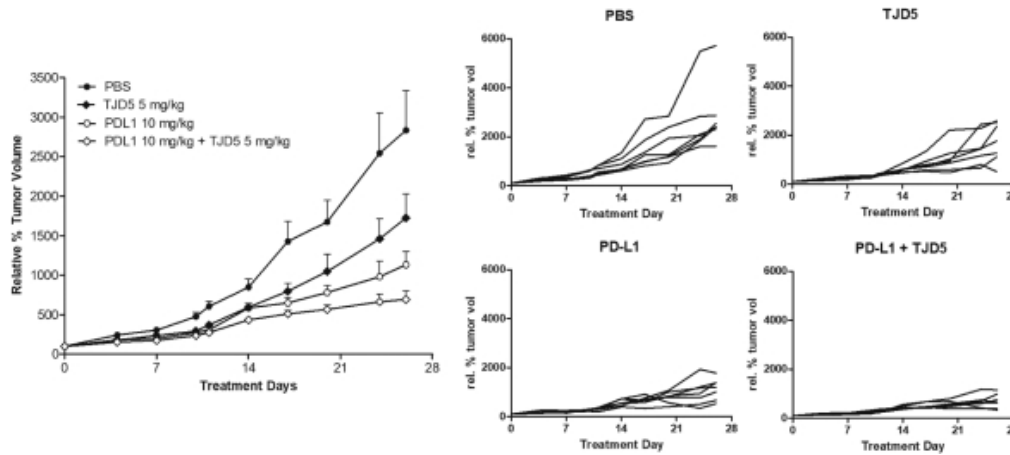 3500
3000
2500
2000
1500
1000
500
0
Relative % Tumor Volume
PBS
TJD5 5 mg/kg
PDL1 10 mg/kg
PDL1 10 mg/kg + TJD5 5 mg/kg
0 7 14 21 28
Treatment Days
PBS
6000
4000
2000
0
rel. % tumor vol
0 7 14 21 28
Treatment Day
TJD5
6000
4000
2000
0
rel. % tumor vol
0 7 14 21
Treatment Day
PD-L1
6000
4000
2000
0
rel. % tumor vol
0 7 14 21 28
Treatment Day
PD-L1 + TJD5
6000
4000
2000
0
rel. % tumor vol
0 7 14 21
Treatment Day